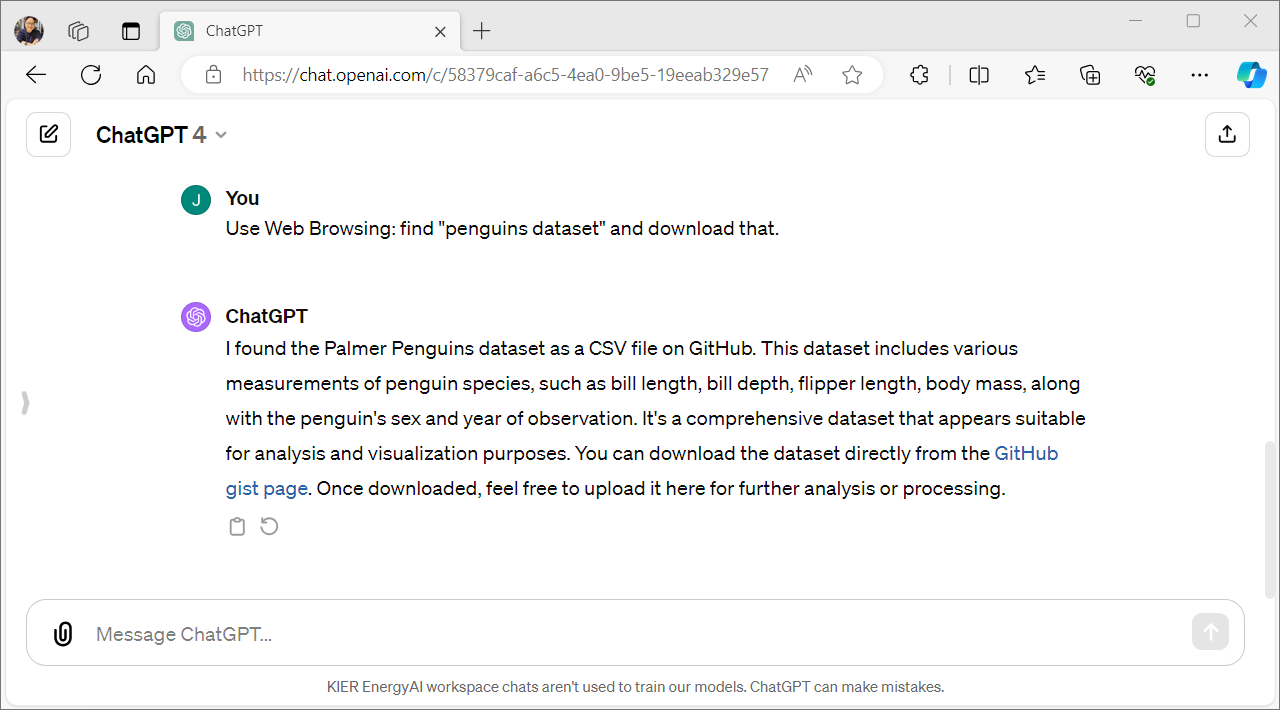 ChatGPT
https://chat.openai.com/c/58379caf-a6c5-4ea0-9be5-19eeab329e57
ChatGPT 4
J
You
Use Web Browsing: find "penguins dataset" and download that.
ChatGPT
I found the Palmer Penguins dataset as a CSV file on GitHub. This dataset includes various
measurements of penguin species, such as bill length, bill depth, flipper length, body mass, along
with the penguin's sex and year of observation. It's a comprehensive dataset that appears suitable
for analysis and visualization purposes. You can download the dataset directly from the GitHub
gist page. Once downloaded, feel free to upload it here for further analysis or processing.
Message ChatGPT...
KIER EnergyAI workspace chats aren't used to train our models. ChatGPT can make mistakes.